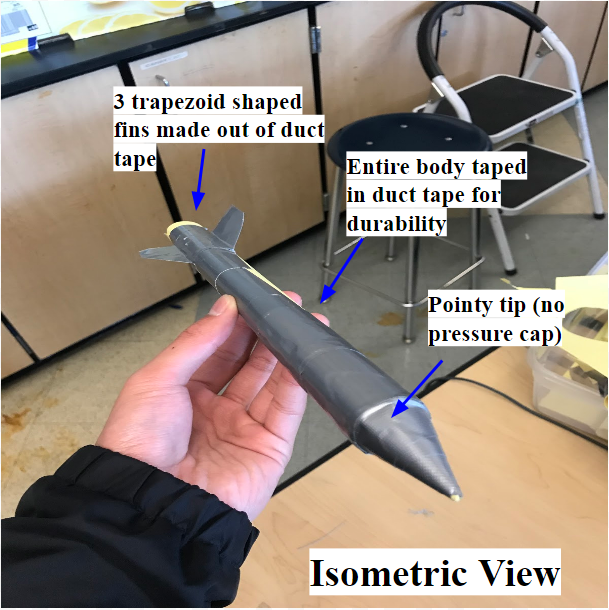 3 trapezoid shaped
fins made out of duct
tape
Entire body taped
in duct tape for
durability
Pointy tip (no
pressure cap)
Isometric View